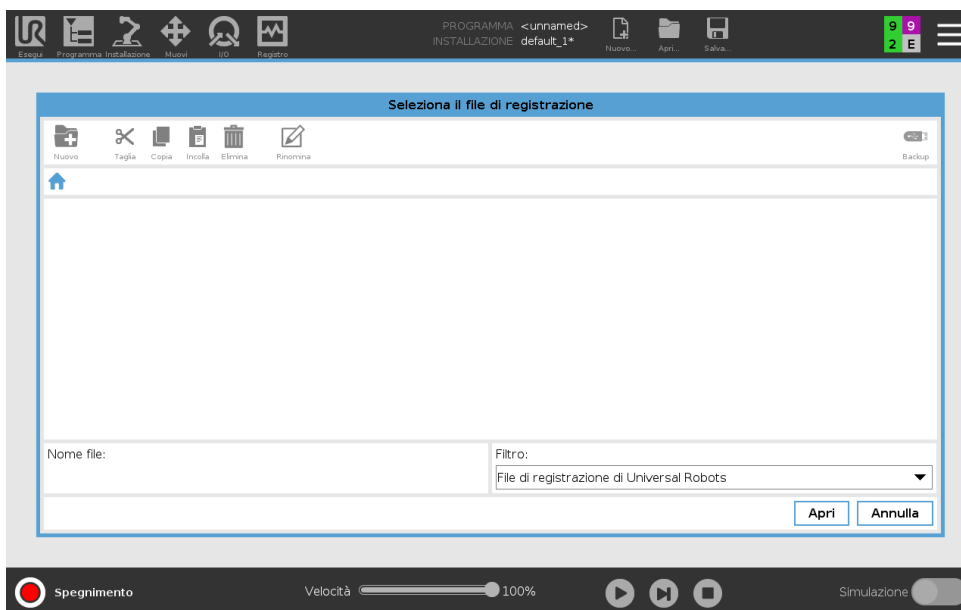 PROGRAMMA <unnamed>
INSTALLAZIONE default_1*
Esegui Programma Installazione Muovi I/O Registro Nuovo... Apri... Salva...
9 9
2 E
Seleziona il file di registrazione
Nuovo Taglia Copia Incolla Elimina Rinomina Backup
Nome file: Filtro:
File di registrazione di Universal Robots
Apri Annulla
Spegnimento Velocità 100% Simulazione